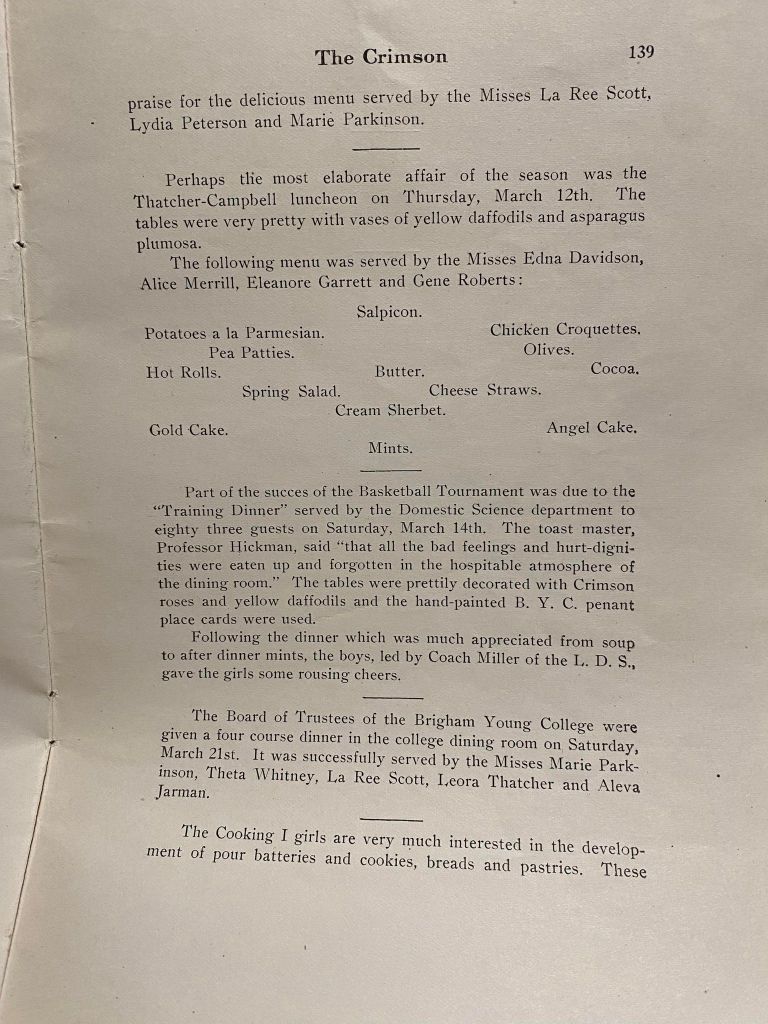 The Crimson 139
praise for the delicious menu served by the Misses La Ree Scott,
Lydia Peterson and Marie Parkinson.
Perhaps the most elaborate affair of the season was the
Thatcher-Campbell luncheon on Thursday, March 12th. The
tables were very pretty with vases of yellow daffodils and asparagus
plumosa.
The following menu was served by the Misses Edna Davidson,
Alice Merrill, Eleanore Garrett and Gene Roberts:
Salpicon.
Potatoes a la Parmesian. Chicken Croquettes.
Pea Patties. Olives.
Hot Rolls. Butter. Cocoa.
Spring Salad. Cheese Straws.
Cream Sherbet.
Gold Cake. Angel Cake.
Mints.
Part of the succes of the Basketball Tournament was due to the
"Training Dinner" served by the Domestic Science department to
eighty three guests on Saturday, March 14th. The toast master,
Professor Hickman, said "that all the bad feelings and hurt-digni-
ties were eaten up and forgotten in the hospitable atmosphere of
the dining room." The tables were prettily decorated with Crimson
roses and yellow daffodils and the hand-painted B. Y. C. penant
place cards were used.
Following the dinner which was much appreciated from soup
to after dinner mints, the boys, led by Coach Miller of the L. D. S.,
gave the girls some rousing cheers.
The Board of Trustees of the Brigham Young College were
given a four course dinner in the college dining room on Saturday,
March 21st. It was successfully served by the Misses Marie Park-
inson, Theta Whitney, La Ree Scott, Leora Thatcher and Aleva
Jarman.
The Cooking I girls are very much interested in the develop-
ment of pour batteries and cookies, breads and pastries. These